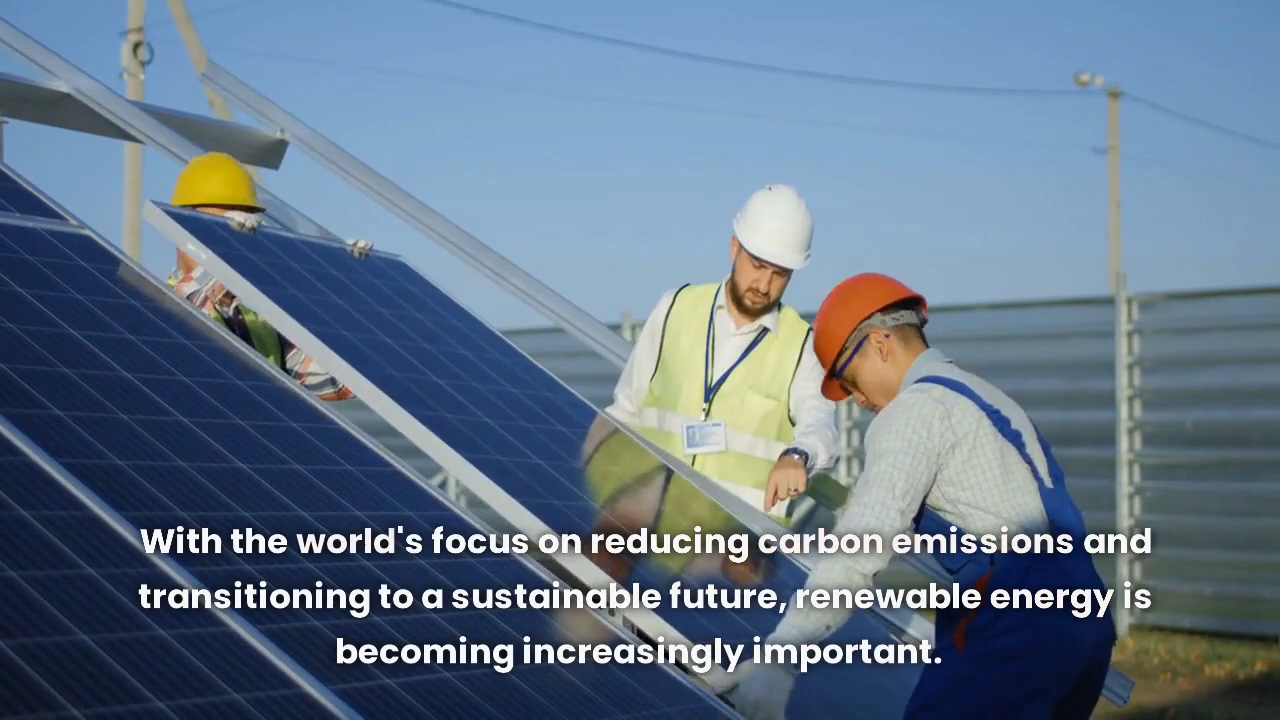 With the world's focus on reducing carbon emissions and
transitioning to a sustainable future, renewable energy is
becoming increasingly important.